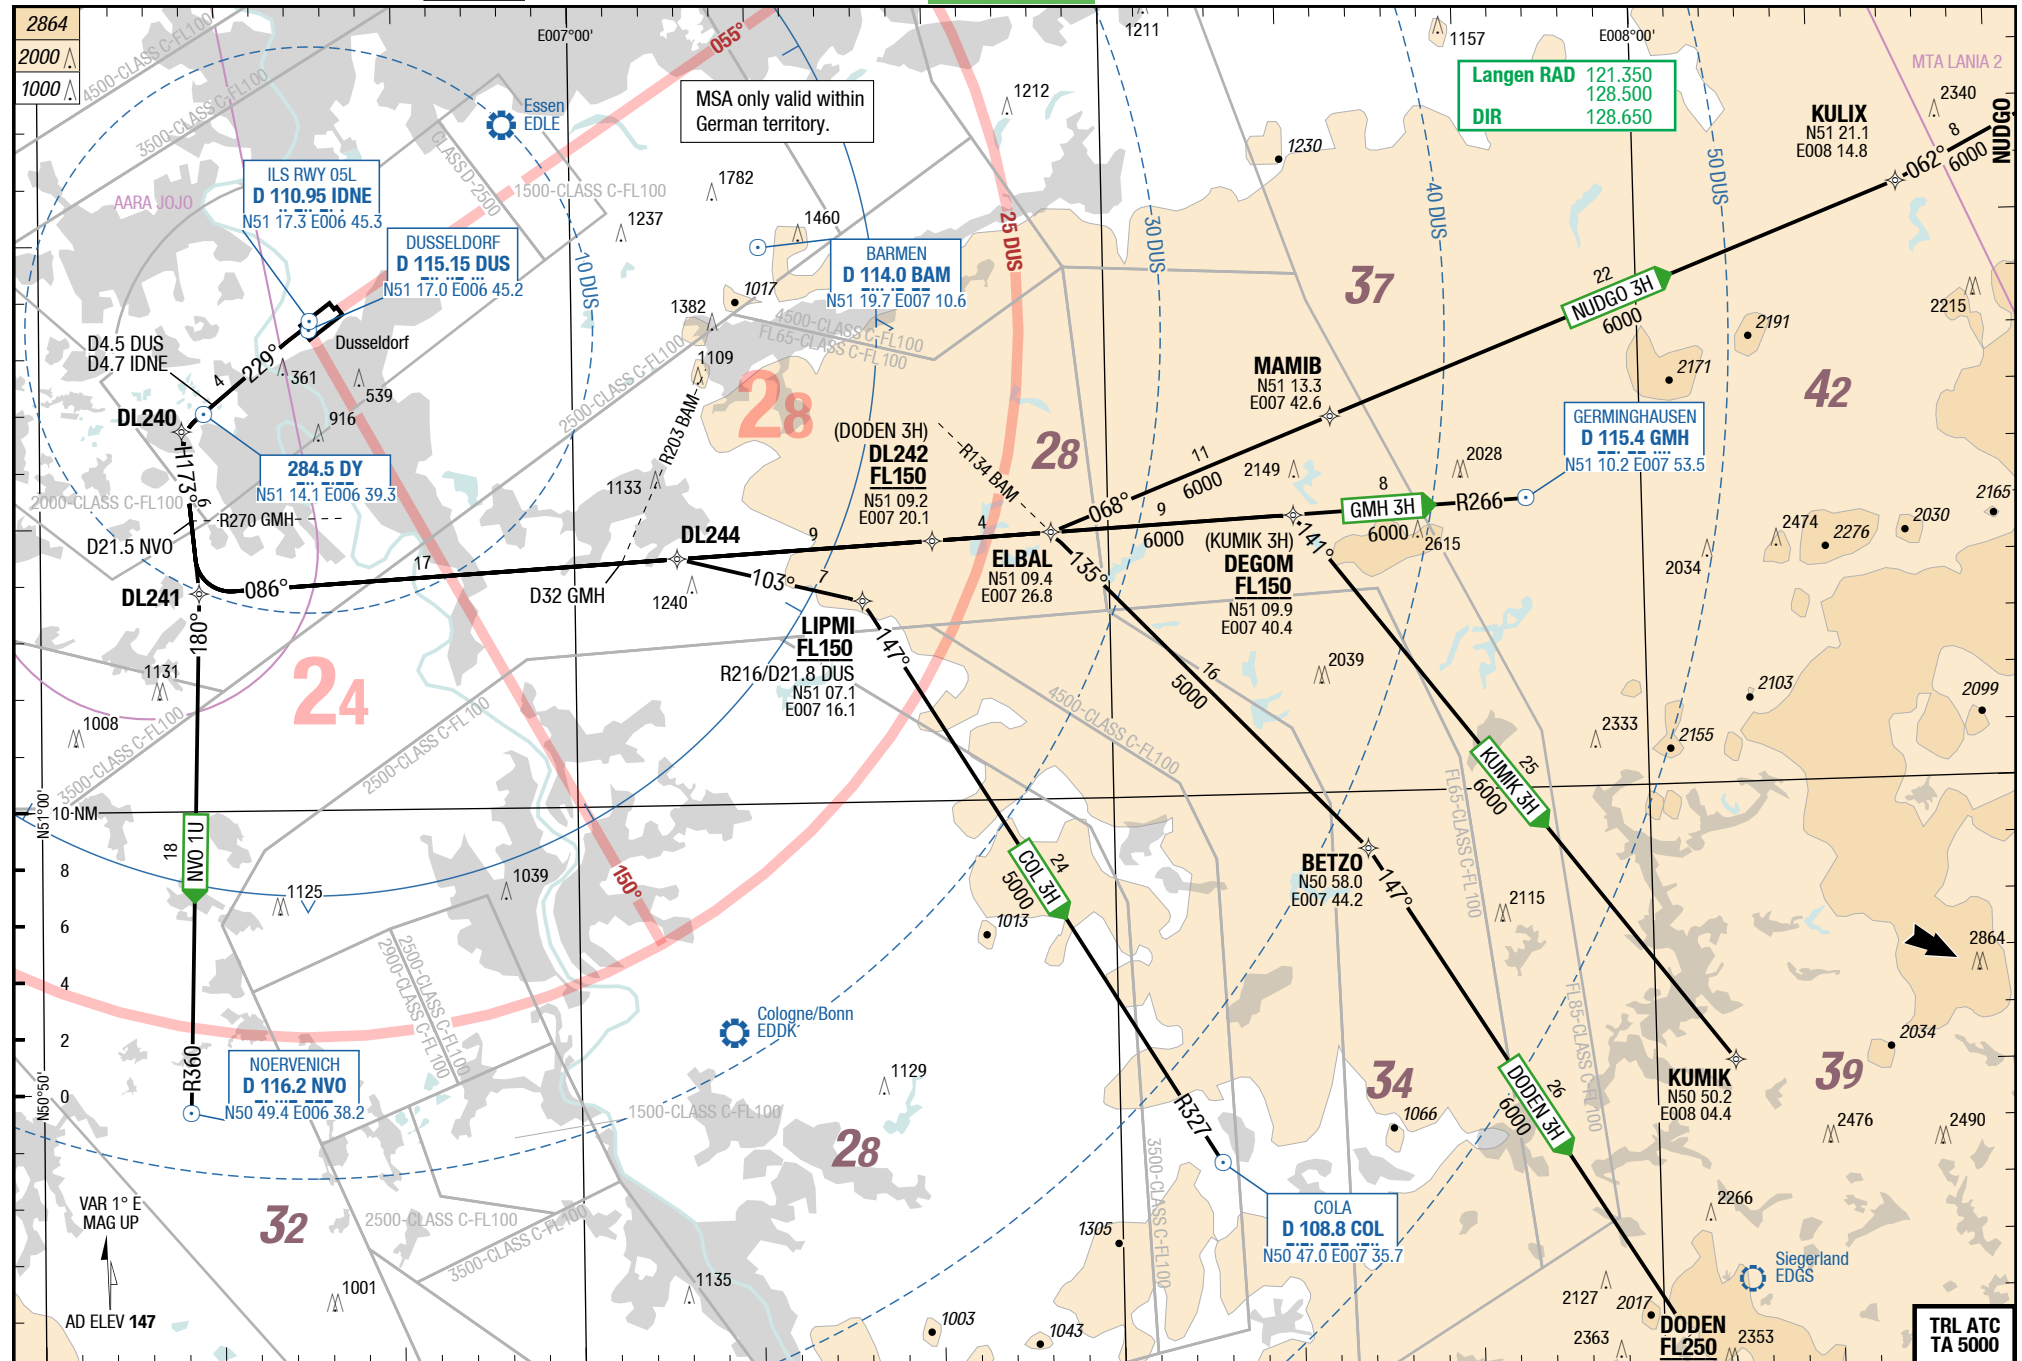 2864
2000
1000
4500-CLASS C-FL100
3500-CLASS C-FL100
E007°00'
055°
1211
1157
E008°00'
MTA LANIA 2
Langen RAD 121.350
128.500
DIR 128.650
MSA only valid within
German territory.
Essen
EDLE
CLASS D-2500
1212
1230
KULIX
N51 21.1
E008 14.8
2340
8
062°
6000
NUDGO
AARA JOJO
ILS RWY 05L
D 110.95 IDNE
N51 17.3 E006 45.3
1500-CLASS C-FL100
1782
1237
1460
DUSSELDORF
D 115.15 DUS
N51 17.0 E006 45.2
10 DUS
BARMEN
D 114.0 BAM
N51 19.7 E007 10.6
25 DUS
30 DUS
40 DUS
50 DUS
37
22
NUDGO 3H
6000
2215
2191
2171
42
1017
1382
4500-CLASS C-FL100
FL65-CLASS C-FL100
D4.5 DUS
D4.7 IDNE
Dusseldorf
4
229°
361
539
916
2500-CLASS C-FL100
1109
28
R203 BAM
MAMIB
N51 13.3
E007 42.6
DL240
284.5 DY
N51 14.1 E006 39.3
H173°
6
2000-CLASS C-FL100
R270 GMH
D21.5 NVO
1133
(DODEN 3H)
DL242
FL150
N51 09.2
E007 20.1
R134 BAM
28
11
6000
068°
2149
GERMINGHAUSEN
D 115.4 GMH
N51 10.2 E007 53.5
2028
8
GMH 3H
R266
6000
2615
2165
2474
2276
2030
2034
DL244
9
4
9
6000
ELBAL
N51 09.4
E007 26.8
135°
(KUMIK 3H)
DEGOM
FL150
N51 09.9
E007 40.4
141°
DL241
086°
17
D32 GMH
1240
103°
7
LIPMI
FL150
R216/D21.8 DUS
N51 07.1
E007 16.1
147°
180°
1131
1008
24
3500-CLASS C-FL100
2500-CLASS C-FL100
4500-CLASS C-FL100
16
5000
2039
2103
2099
2333
2155
25
KUMIK 3H
6000
FL65-CLASS C-FL100
N51°00'
10-NM
8
6
4
2
0
N50°50'
18
NVO 1U
1125
1039
150°
2500-CLASS C-FL100
2900-CLASS C-FL100
24
COL 3H
5000
1013
BETZO
N50 58.0
E007 44.2
147°
2115
2864
FL85-CLASS C-FL100
R360
NOERVENICH
D 116.2 NVO
N50 49.4 E006 38.2
Cologne/Bonn
EDDK
1129
1500-CLASS C-FL100
28
R327
34
1066
26
DODEN 3H
6000
KUMIK
N50 50.2
E008 04.4
2034
39
2476
2490
VAR 1° E
MAG UP
AD ELEV 147
32
2500-CLASS C-FL100
3500-CLASS C-FL100
1001
1135
3500-CLASS C-FL100
1305
1003
1043
COLA
D 108.8 COL
N50 47.0 E007 35.7
2266
Siegerland
EDGS
2127
2017
2363
DODEN
FL250
2353
TRL ATC
TA 5000